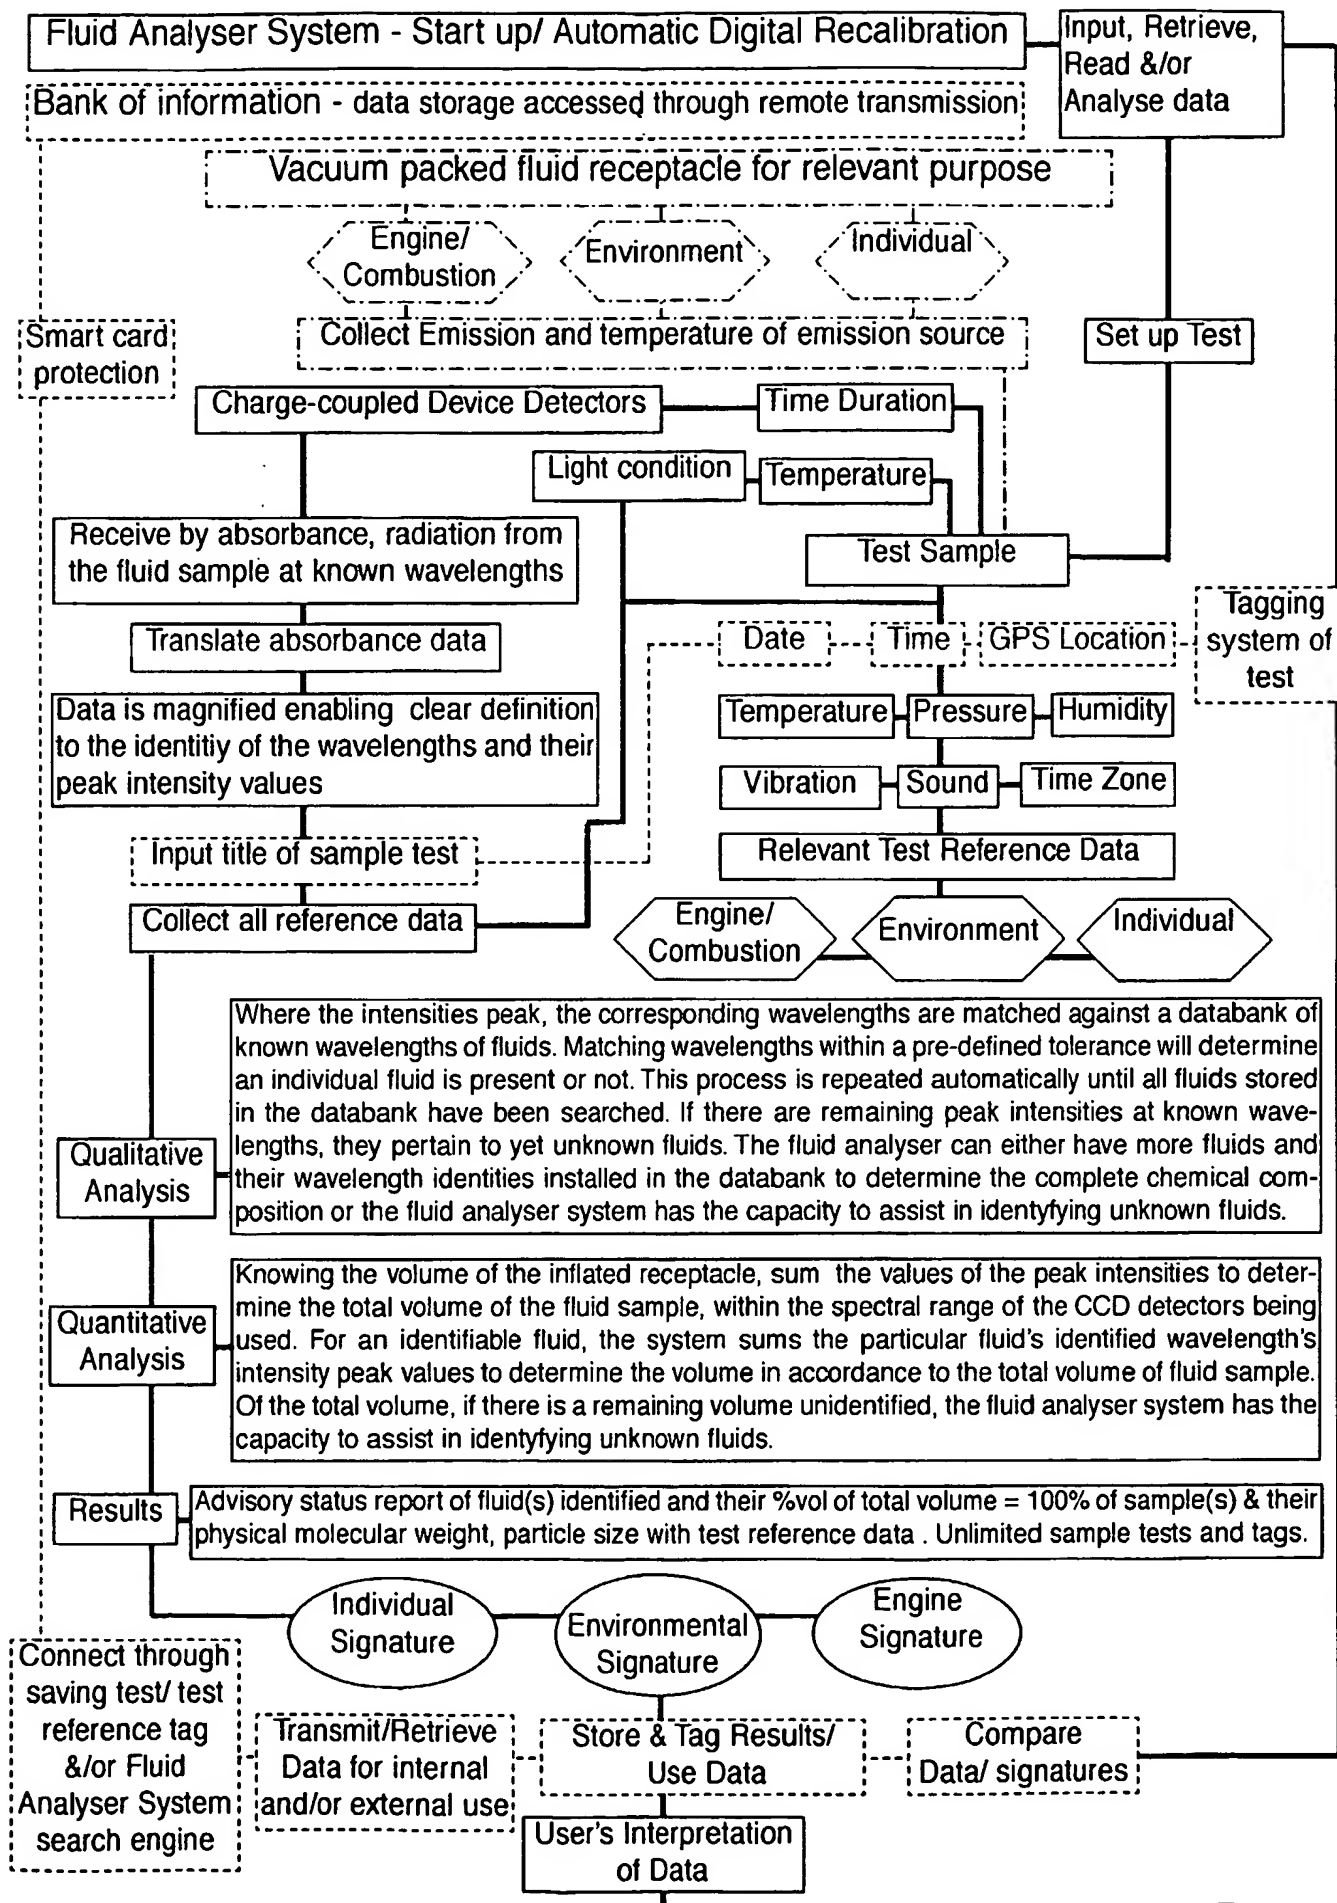 Fluid Analyser System - Start up/ Automatic Digital Recalibration
Input, Retrieve,
Read &/or
Analyse data
Bank of information - data storage accessed through remote transmission
Vacuum packed fluid receptacle for relevant purpose
Engine/
Combustion
Environment
Individual
Smart card
protection
Collect Emission and temperature of emission source
Set up Test
Charge-coupled Device Detectors
Time Duration
Light condition
Temperature
Receive by absorbance, radiation from
the fluid sample at known wavelengths
Test Sample
Translate absorbance data
Date
Time
GPS Location
Tagging
system of
test
Data is magnified enabling clear definition
to the identitiy of the wavelengths and their
peak intensity values
Temperature
Pressure
Humidity
Vibration
Sound
Time Zone
Input title of sample test
Relevant Test Reference Data
Collect all reference data
Engine/
Combustion
Environment
Individual
Where the intensities peak, the corresponding wavelengths are matched against a databank of
known wavelengths of fluids. Matching wavelengths within a pre-defined tolerance will determine
an individual fluid is present or not. This process is repeated automatically until all fluids stored
in the databank have been searched. If there are remaining peak intensities at known wave-
lengths, they pertain to yet unknown fluids. The fluid analyser can either have more fluids and
their wavelength identities installed in the databank to determine the complete chemical com-
position or the fluid analyser system has the capacity to assist in identyfying unknown fluids.
Qualitative
Analysis
Knowing the volume of the inflated receptacle, sum the values of the peak intensities to deter-
mine the total volume of the fluid sample, within the spectral range of the CCD detectors being
used. For an identifiable fluid, the system sums the particular fluid's identified wavelength's
intensity peak values to determine the volume in accordance to the total volume of fluid sample.
Of the total volume, if there is a remaining volume unidentified, the fluid analyser system has the
capacity to assist in identyfying unknown fluids.
Quantitative
Analysis
Results
Advisory status report of fluid(s) identified and their %vol of total volume = 100% of sample(s) & their
physical molecular weight, particle size with test reference data . Unlimited sample tests and tags.
Individual
Signature
Environmental
Signature
Engine
Signature
Connect through
saving test/ test
reference tag
&/or Fluid
Analyser System
search engine
Transmit/Retrieve
Data for internal
and/or external use
Store & Tag Results/
Use Data
Compare
Data/ signatures
User's Interpretation
of Data